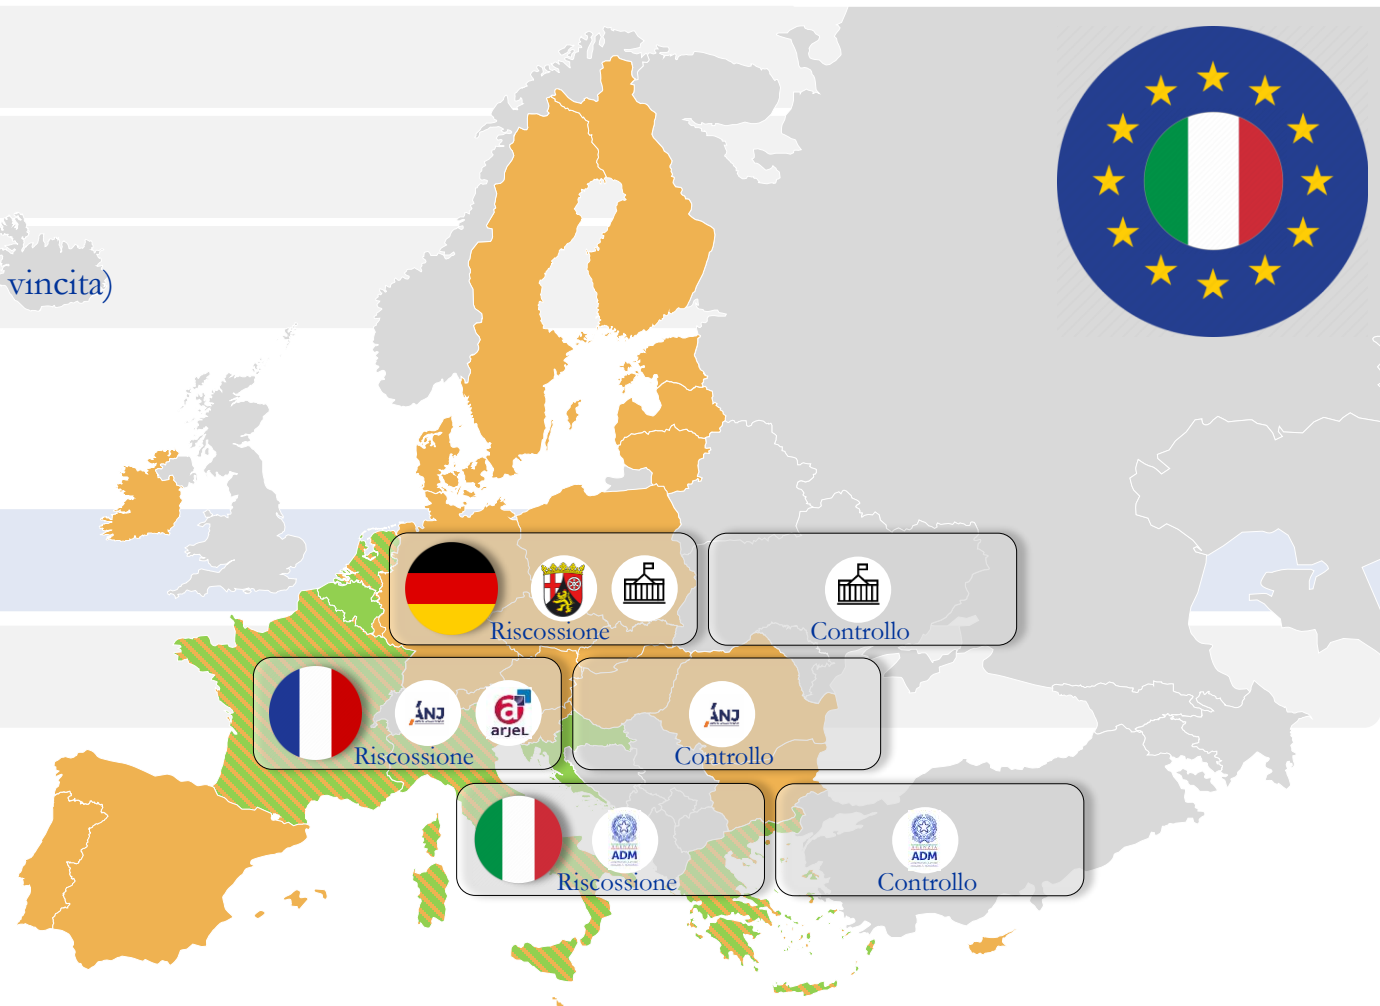 vincita)
Riscossione
Controllo
ANJ
arjeL
ANJ
Riscossione
Controllo
ADM
ADM
Riscossione
Controllo